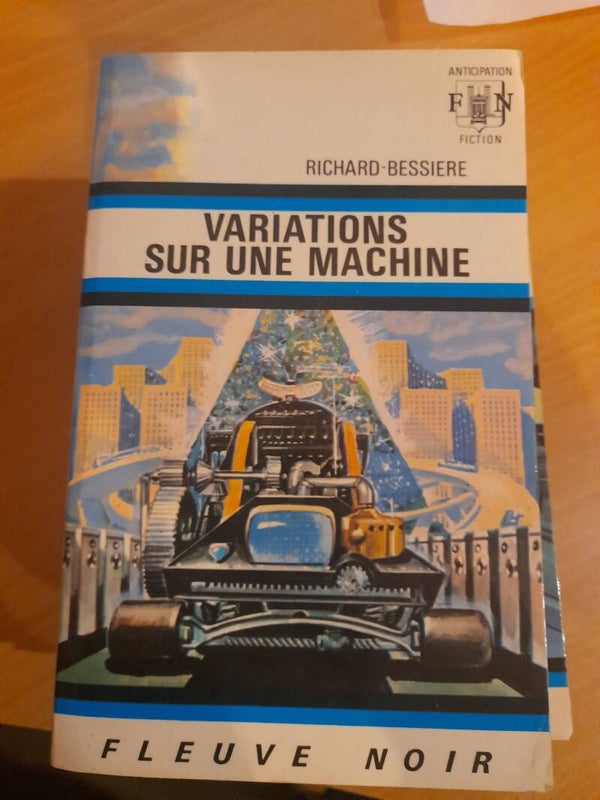 ANTICIPATION
F N
FICTION
RICHARD-BESSIERE
VARIATIONS
SUR UNE MACHINE
FLEUVE NOIR